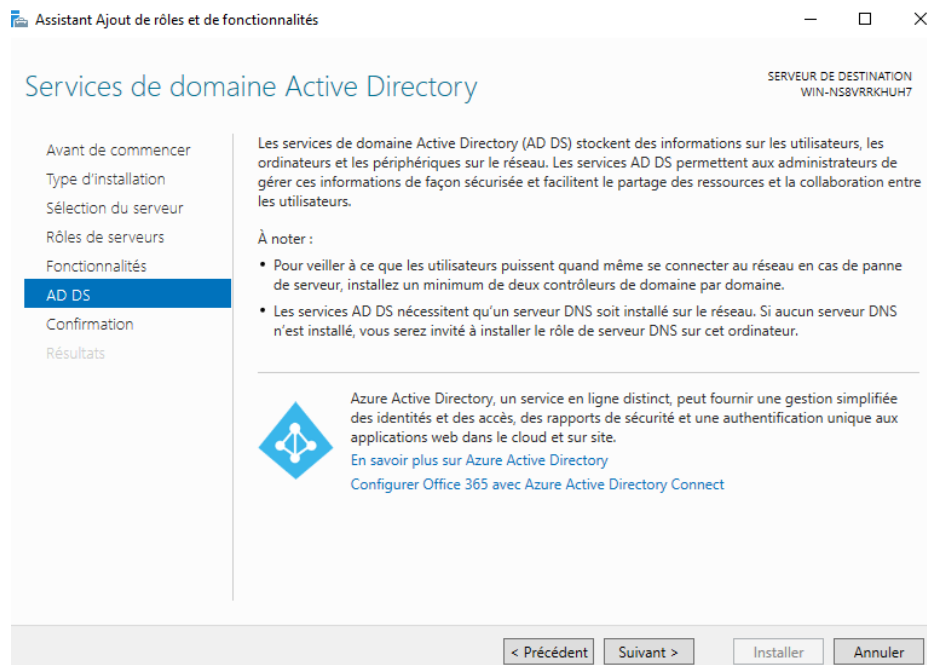 Assistant Ajout de rôles et de fonctionnalités
Services de domaine Active Directory
SERVEUR DE DESTINATION
WIN-NS8VRRKHUH7
Avant de commencer
Type d'installation
Sélection du serveur
Rôles de serveurs
Fonctionnalités
AD DS
Confirmation
Résultats
Les services de domaine Active Directory (AD DS) stockent des informations sur les utilisateurs, les
ordinateurs et les périphériques sur le réseau. Les services AD DS permettent aux administrateurs de
gérer ces informations de façon sécurisée et facilitent le partage des ressources et la collaboration entre
les utilisateurs.
À noter :
• Pour veiller à ce que les utilisateurs puissent quand même se connecter au réseau en cas de panne
de serveur, installez un minimum de deux contrôleurs de domaine par domaine.
• Les services AD DS nécessitent qu'un serveur DNS soit installé sur le réseau. Si aucun serveur DNS
n'est installé, vous serez invité à installer le rôle de serveur DNS sur cet ordinateur.
Azure Active Directory, un service en ligne distinct, peut fournir une gestion simplifiée
des identités et des accès, des rapports de sécurité et une authentification unique aux
applications web dans le cloud et sur site.
En savoir plus sur Azure Active Directory
Configurer Office 365 avec Azure Active Directory Connect
< Précédent
Suivant >
Installer
Annuler